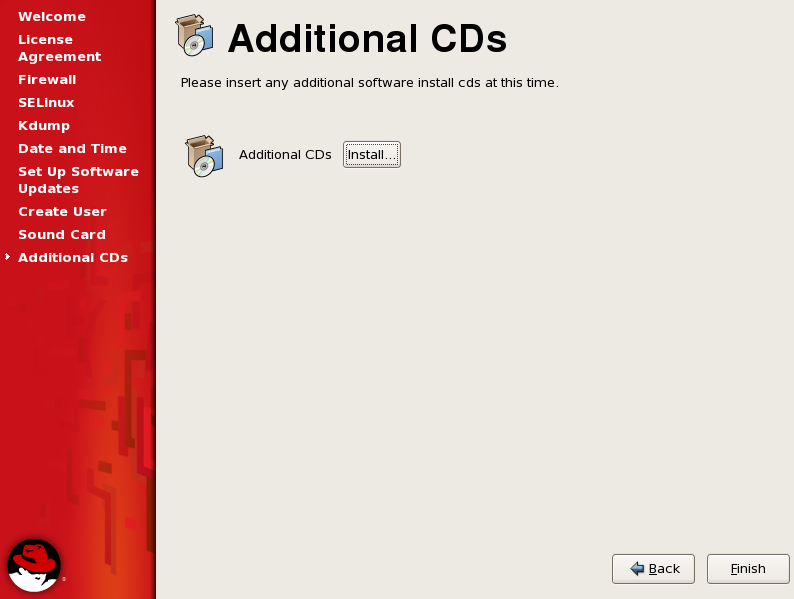 Welcome
License
Agreement
Firewall
SELinux
Kdump
Date and Time
Set Up Software
Updates
Create User
Sound Card
Additional CDs
Additional CDs
Please insert any additional software install cds at this time.
Additional CDs Install...
Back Finish
®